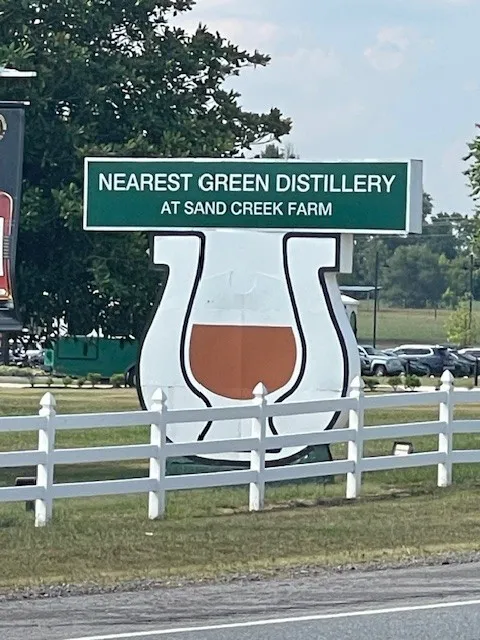 NEAREST GREEN DISTILLERY
AT SAND CREEK FARM